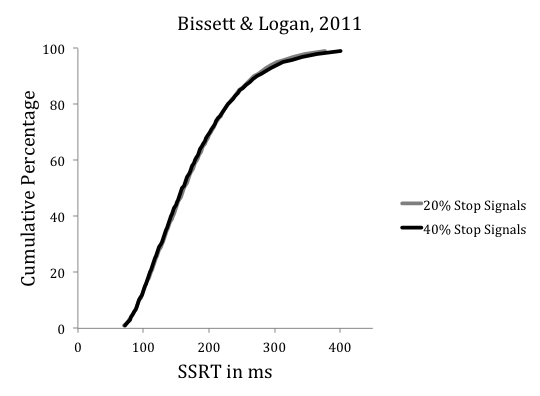 Bissett & Logan, 2011
Cumulative Percentage
100
80
60
40
20
0
0 100 200 300 400
SSRT in ms
20% Stop Signals
40% Stop Signals